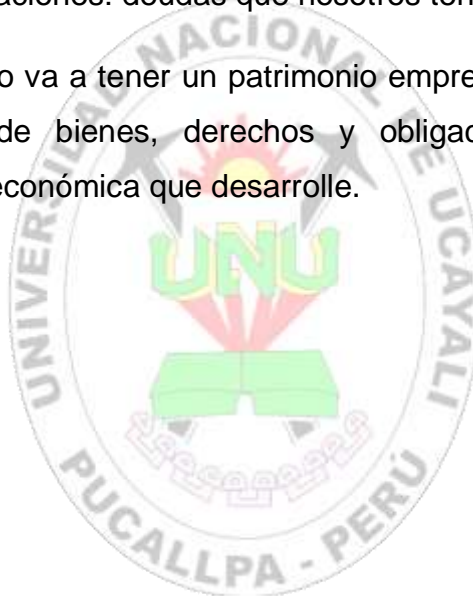 aciones: deudas que nosotros ten
o va a tener un patrimonio empre
de bienes, derechos y obligac
económica que desarrolle.
UNIVERSIDAD NACIONAL DE UCAYALI
UNU
PUCALLPA - PERÚ